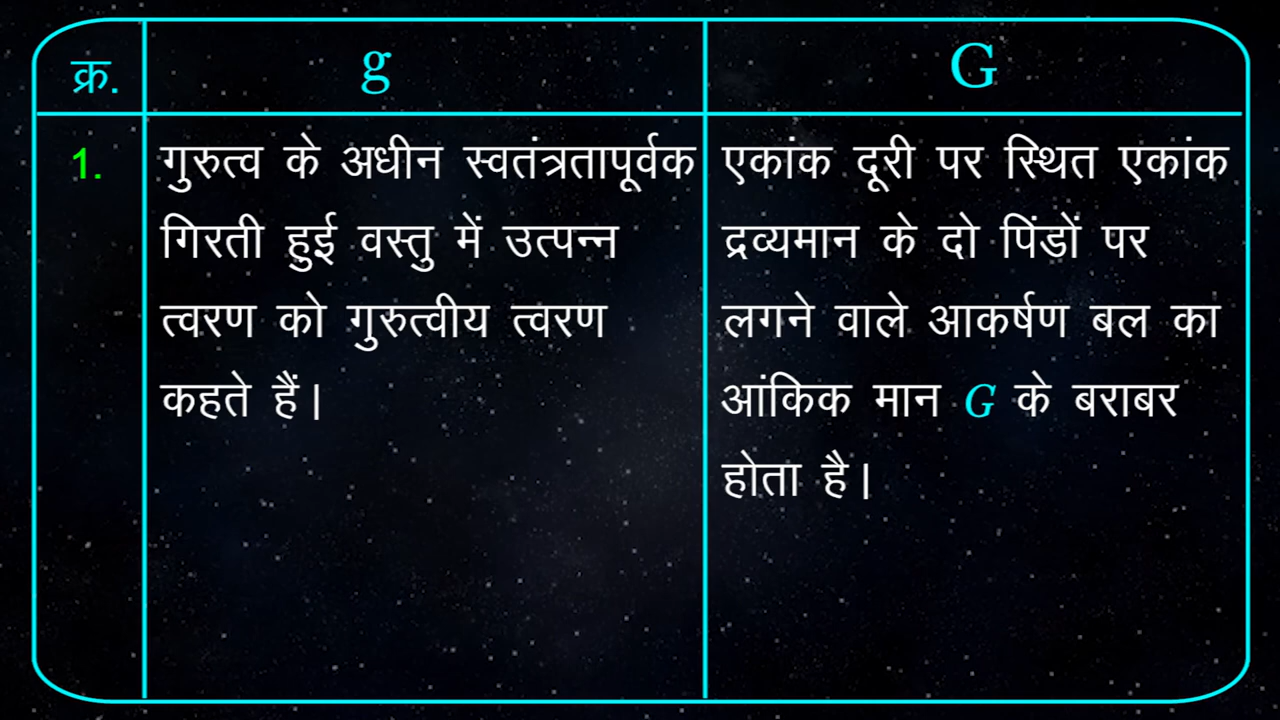 क्र. g G
1. गुरुत्व के अधीन स्वतंत्रतापूर्वक
गिरती हुई वस्तु में उत्पन्न
त्वरण को गुरुत्वीय त्वरण
कहते हैं।
एकांक दूरी पर स्थित एकांक
द्रव्यमान के दो पिंडों पर
लगने वाले आकर्षण बल का
आंकिक मान G के बराबर
होता है।